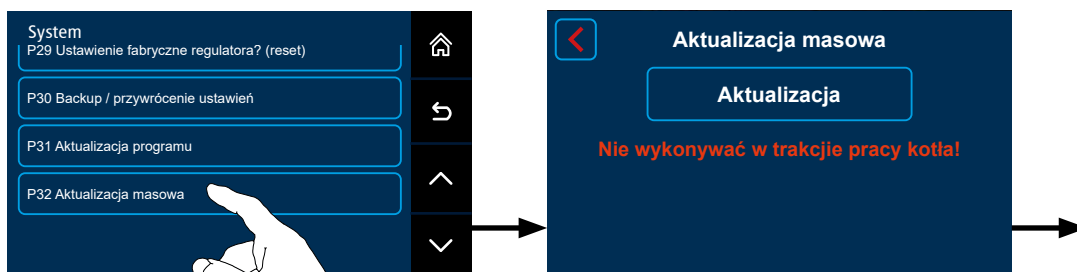 System
P29 Ustawienie fabryczne regulatora? (reset)
P30 Backup / przywrócenie ustawień
P31 Aktualizacja programu
P32 Aktualizacja masowa
Aktualizacja masowa
Aktualizacja
Nie wykonywać w trakcjie pracy kotła!